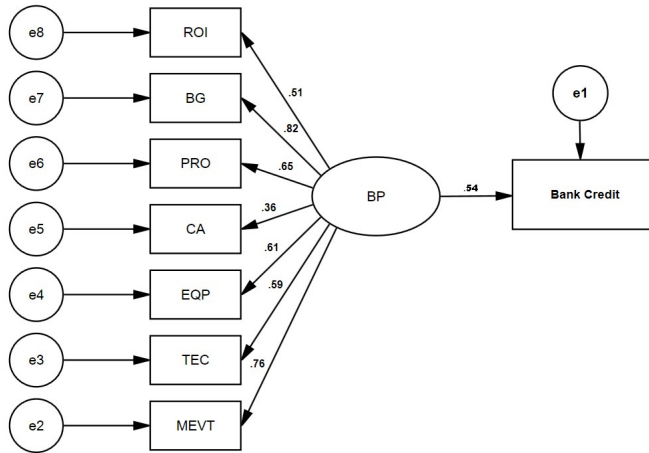 e8
ROI
.51
e7
BG
.82
e1
e6
PRO
.65
BP
.54
Bank Credit
e5
CA
.36
e4
EQP
.61
e3
TEC
.59
e2
MEVT
.76